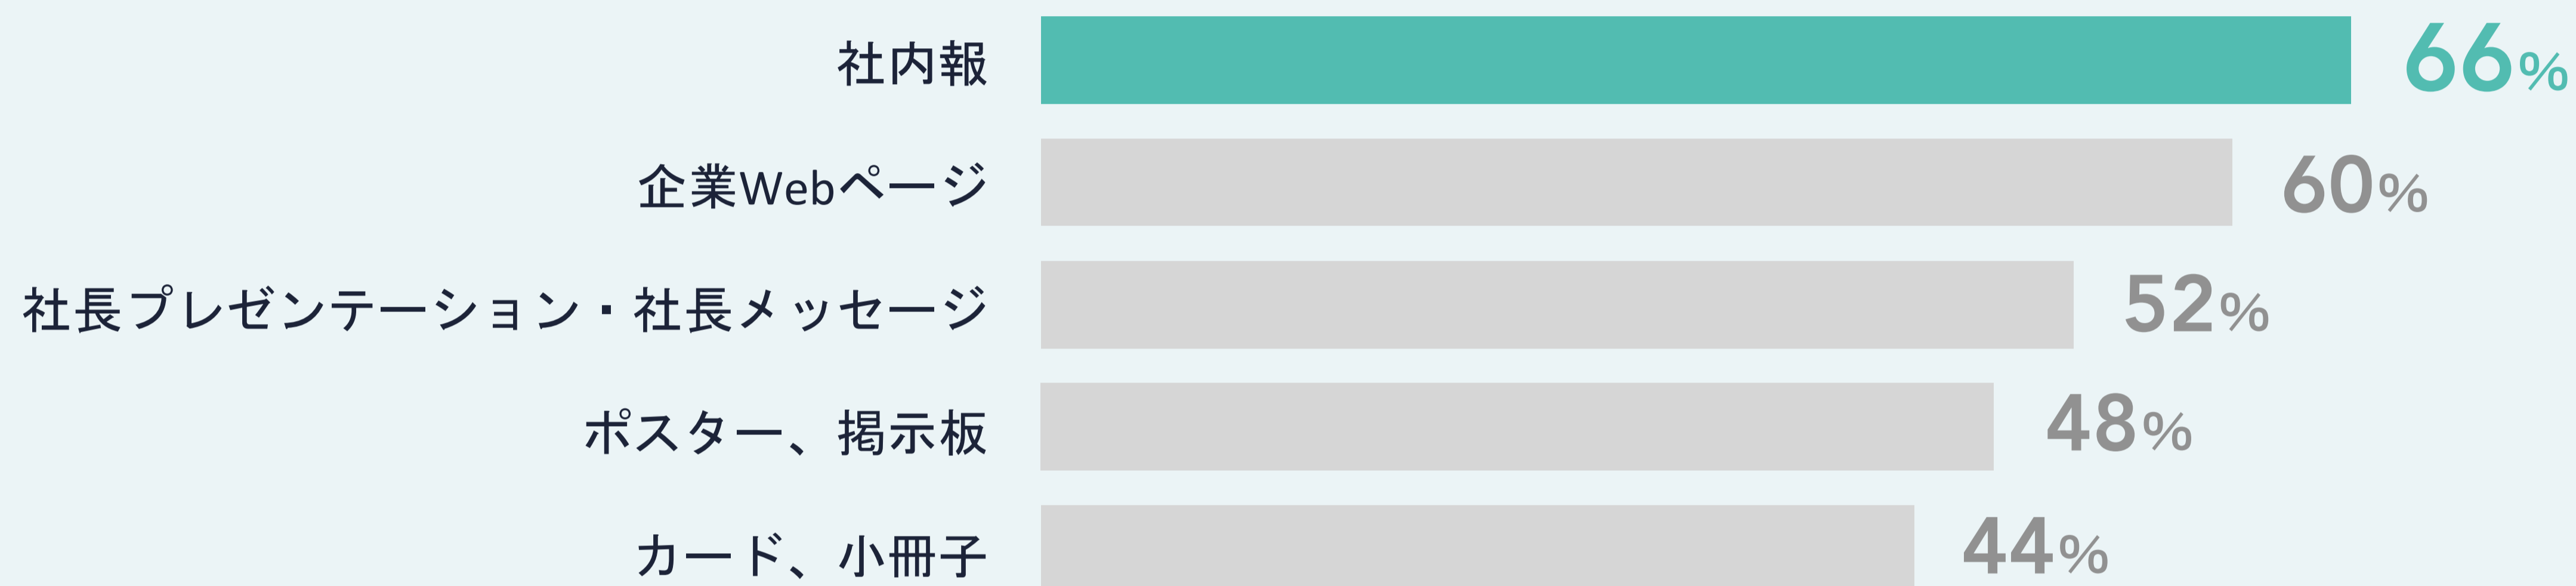 社内報 66%
企業Webページ 60%
社長プレゼンテーション・社長メッセージ 52%
ポスター、掲示板 48%
カード、小冊子 44%